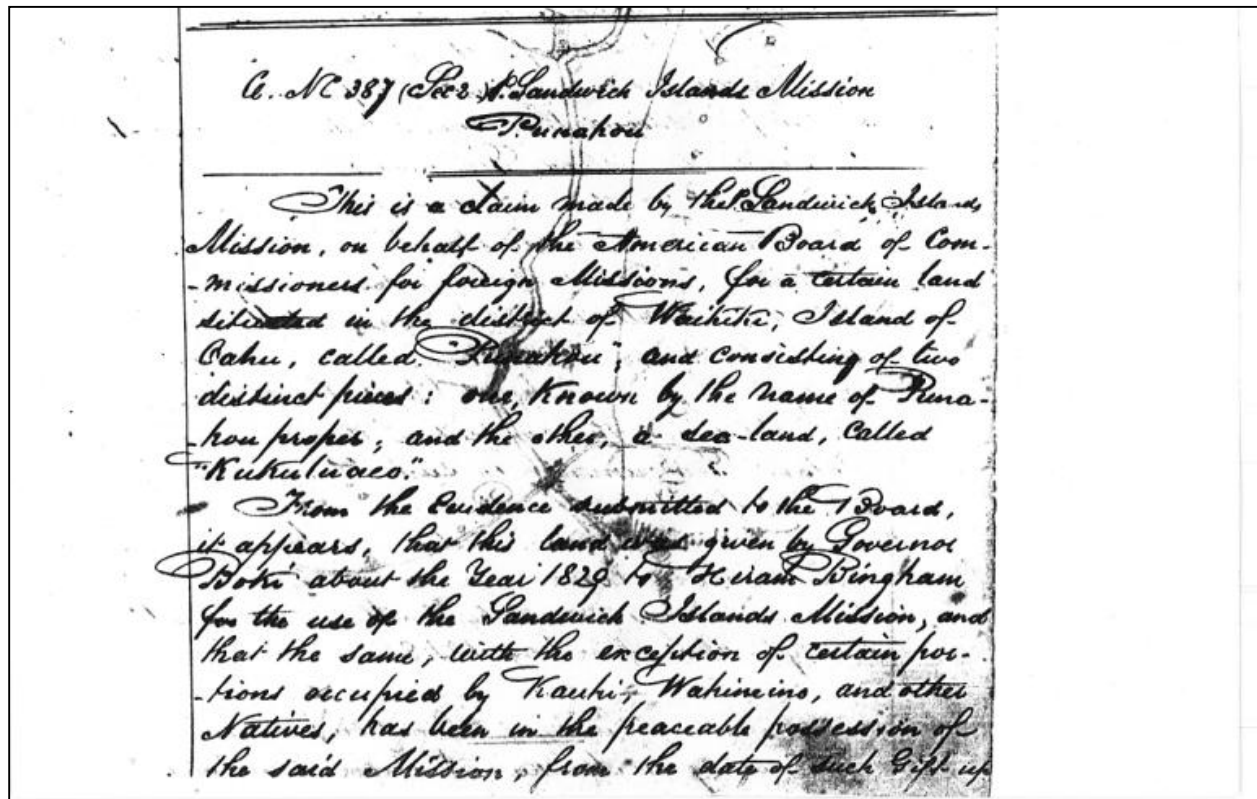 Cl. No 387 (Sec 2) Sandwich Islands Mission
Punahou
This is a claim made by the Sandwich Islands
Mission, on behalf of the American Board of Com-
-missioners for foreign Missions, for a certain land
situated in the district of Waikiki, Island of
Oahu, called "Punahou", and consisting of two
distinct pieces: one, Known by the name of Puna-
-hou proper; and the other, a sea-land, called
"Kukuluaeo."
From the Evidence submitted to the Board,
it appears, that this land was given by Governor
Boki about the Year 1829 to Hiram Bingham
for the use of the Sandwich Islands Mission, and
that the same, with the exception of certain por-
-tions occupied by Kauhi, and other
Natives, has been in the peaceable possession of
the said Mission, from the date of such Gift up